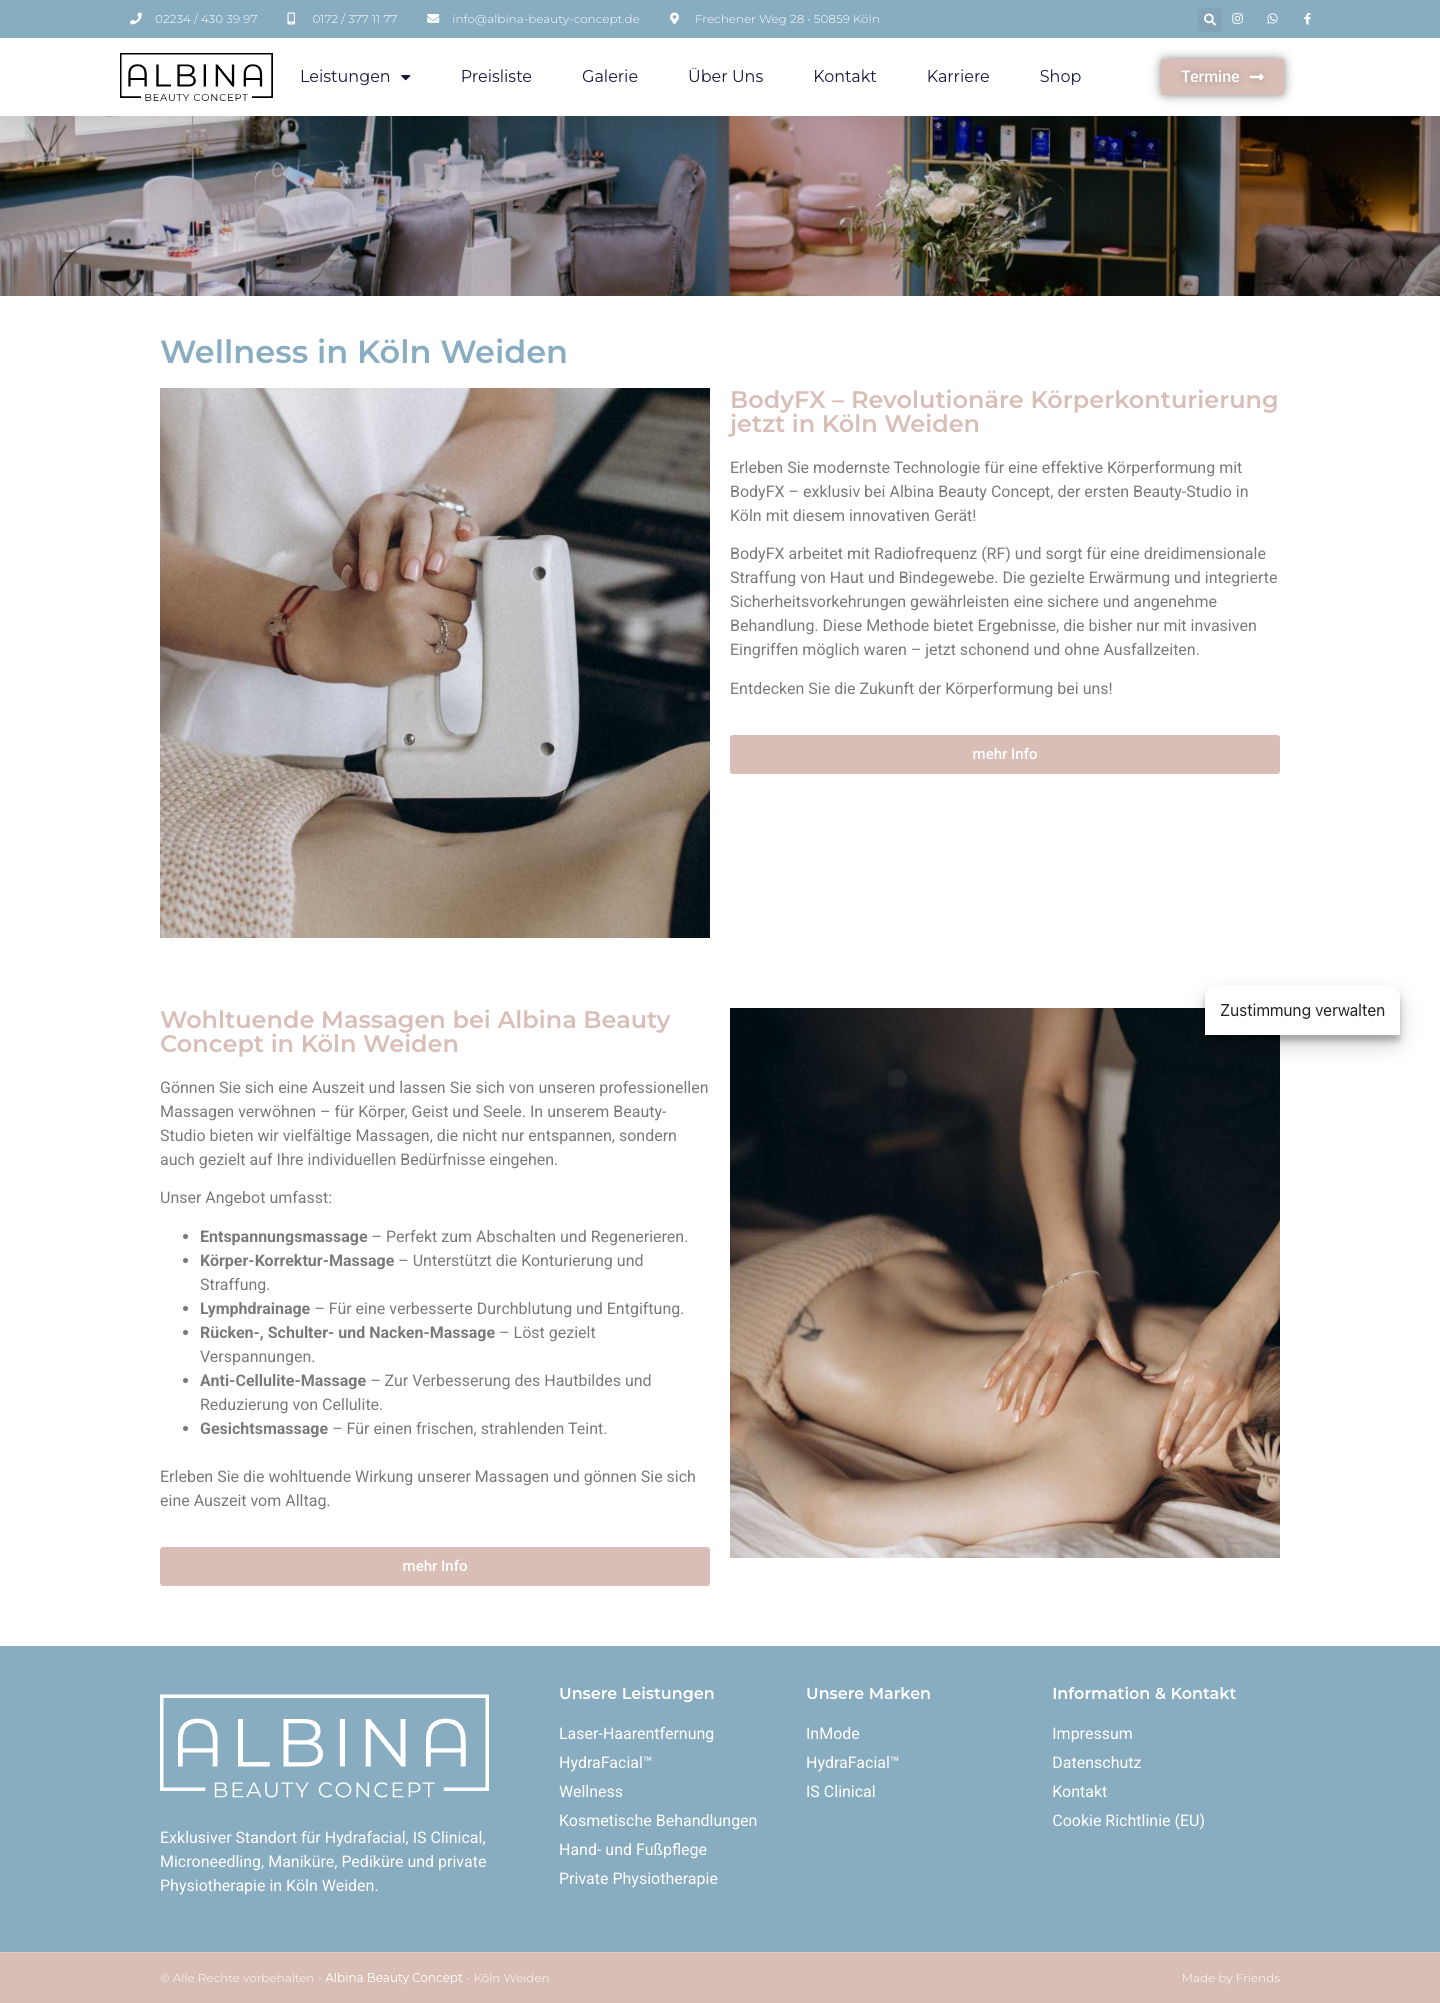 02234 / 430 39 97
0172 / 377 11 77
info@albina-beauty-concept.de
Frechener Weg 28 · 50859 Köln
ALBINA
BEAUTY CONCEPT
Leistungen
Preisliste
Galerie
Über Uns
Kontakt
Karriere
Shop
Termine
Wellness in Köln Weiden
BodyFX – Revolutionäre Körperkonturierung
jetzt in Köln Weiden
Erleben Sie modernste Technologie für eine effektive Körperformung mit
BodyFX – exklusiv bei Albina Beauty Concept, der ersten Beauty-Studio in
Köln mit diesem innovativen Gerät!
BodyFX arbeitet mit Radiofrequenz (RF) und sorgt für eine dreidimensionale
Straffung von Haut und Bindegewebe. Die gezielte Erwärmung und integrierte
Sicherheitsvorkehrungen gewährleisten eine sichere und angenehme
Behandlung. Diese Methode bietet Ergebnisse, die bisher nur mit invasiven
Eingriffen möglich waren – jetzt schonend und ohne Ausfallzeiten.
Entdecken Sie die Zukunft der Körperformung bei uns!
mehr Info
Zustimmung verwalten
Wohltuende Massagen bei Albina Beauty
Concept in Köln Weiden
Gönnen Sie sich eine Auszeit und lassen Sie sich von unseren professionellen
Massagen verwöhnen – für Körper, Geist und Seele. In unserem Beauty-
Studio bieten wir vielfältige Massagen, die nicht nur entspannen, sondern
auch gezielt auf Ihre individuellen Bedürfnisse eingehen.
Unser Angebot umfasst:
• Entspannungsmassage – Perfekt zum Abschalten und Regenerieren.
• Körper-Korrektur-Massage – Unterstützt die Konturierung und
Straffung.
• Lymphdrainage – Für eine verbesserte Durchblutung und Entgiftung.
• Rücken-, Schulter- und Nacken-Massage – Löst gezielt
Verspannungen.
• Anti-Cellulite-Massage – Zur Verbesserung des Hautbildes und
Reduzierung von Cellulite.
• Gesichtsmassage – Für einen frischen, strahlenden Teint.
Erleben Sie die wohltuende Wirkung unserer Massagen und gönnen Sie sich
eine Auszeit vom Alltag.
mehr Info
ALBINA
BEAUTY CONCEPT
Exklusiver Standort für Hydrafacial, IS Clinical,
Microneedling, Maniküre, Pediküre und private
Physiotherapie in Köln Weiden.
Unsere Leistungen
Laser-Haarentfernung
HydraFacial™
Wellness
Kosmetische Behandlungen
Hand- und Fußpflege
Private Physiotherapie
Unsere Marken
InMode
HydraFacial™
IS Clinical
Information & Kontakt
Impressum
Datenschutz
Kontakt
Cookie Richtlinie (EU)
© Alle Rechte vorbehalten - Albina Beauty Concept - Köln Weiden
Made by Friends